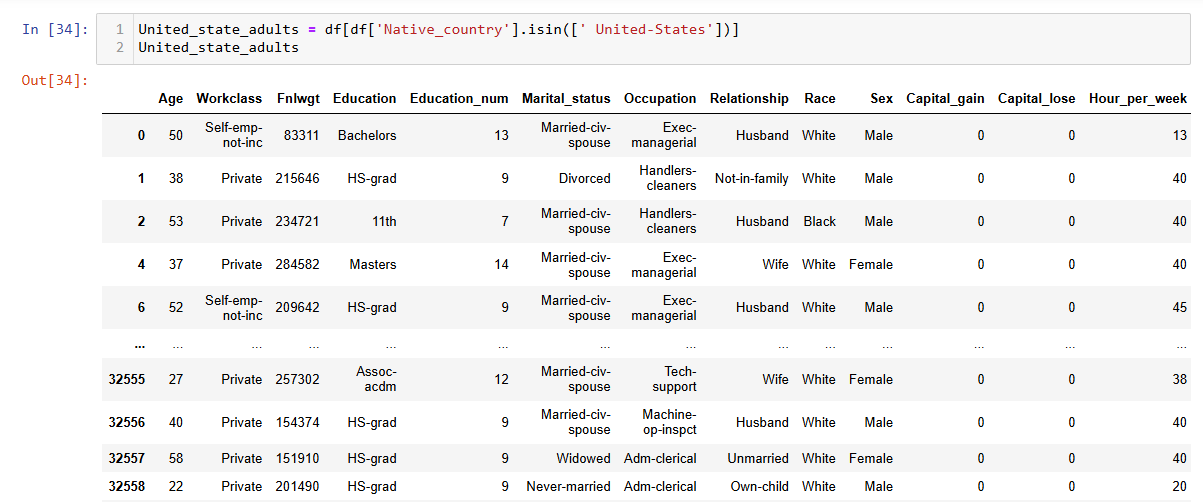 In [34]:
1 United_state_adults = df[df['Native_country'].isin([' United-States'])]
2 United_state_adults
Out[34]:
Age Workclass Fnlwgt Education Education_num Marital_status Occupation Relationship Race Sex Capital_gain Capital_lose Hour_per_week
0 50 Self-emp-not-inc 83311 Bachelors 13 Married-civ-spouse Exec-managerial Husband White Male 0 0 13
1 38 Private 215646 HS-grad 9 Divorced Handlers-cleaners Not-in-family White Male 0 0 40
2 53 Private 234721 11th 7 Married-civ-spouse Handlers-cleaners Husband Black Male 0 0 40
4 37 Private 284582 Masters 14 Married-civ-spouse Exec-managerial Wife White Female 0 0 40
6 52 Self-emp-not-inc 209642 HS-grad 9 Married-civ-spouse Exec-managerial Husband White Male 0 0 45
... ... ... ... ... ... ... ... ... ... ... ... ... ...
32555 27 Private 257302 Assoc-acdm 12 Married-civ-spouse Tech-support Wife White Female 0 0 38
32556 40 Private 154374 HS-grad 9 Married-civ-spouse Machine-op-inspct Husband White Male 0 0 40
32557 58 Private 151910 HS-grad 9 Widowed Adm-clerical Unmarried White Female 0 0 40
32558 22 Private 201490 HS-grad 9 Never-married Adm-clerical Own-child White Male 0 0 20